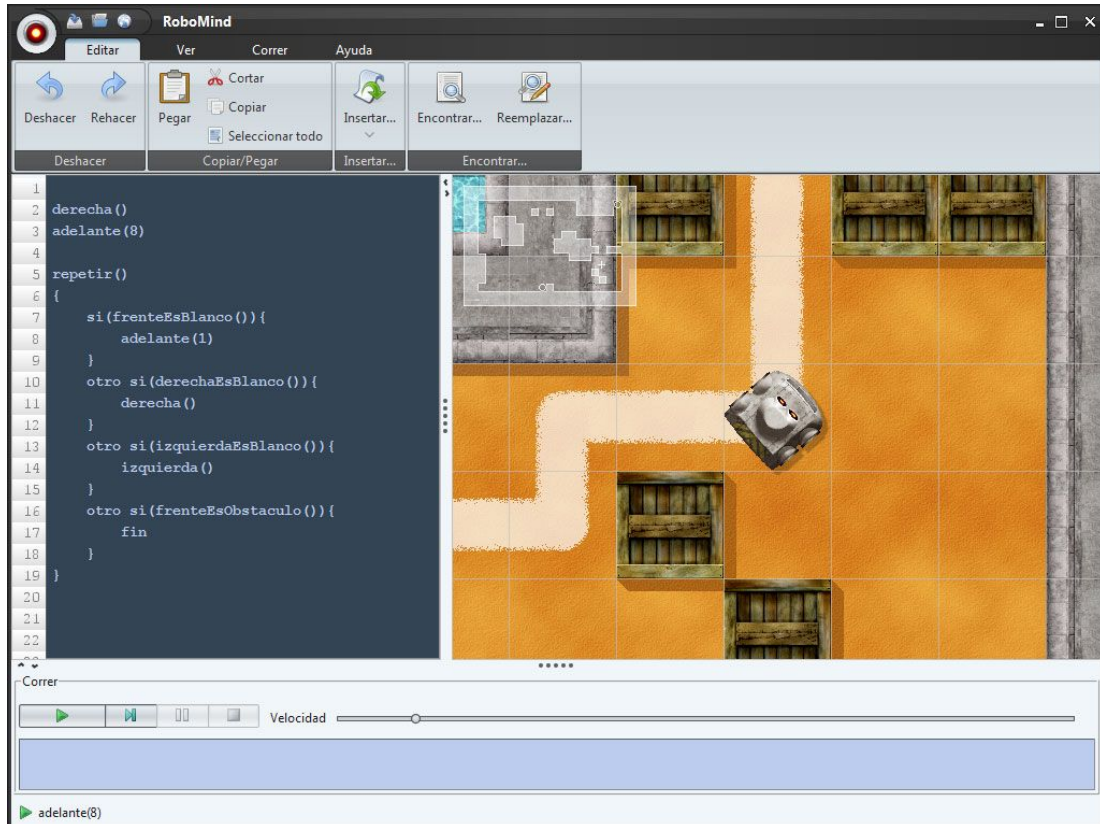 RoboMind
Editar Ver Correr Ayuda
Deshacer Rehacer
Deshacer
Pegar
Cortar
Copiar
Seleccionar todo
Copiar/Pegar
Insertar...
Insertar...
Encontrar... Reemplazar...
Encontrar...
1
2 derecha()
3 adelante(8)
4
5 repetir()
6 {
7 si(frenteEsBlanco()){
8 adelante(1)
9 }
10 otro si(derechaEsBlanco()){
11 derecha()
12 }
13 otro si(izquierdaEsBlanco()){
14 izquierda()
15 }
16 otro si(frenteEsObstaculo()){
17 fin
18 }
19 }
20
21
22
Correr
Velocidad
adelante(8)